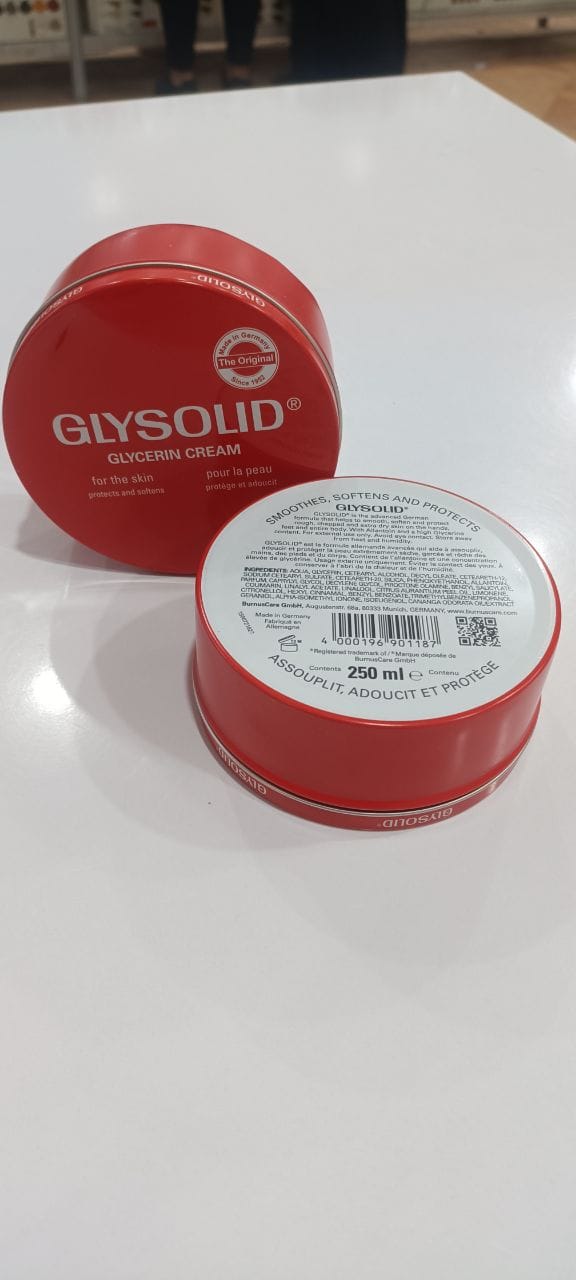 GLYSOLID
GLYSOLID®
Made in Germany
The Original
Since 1952
GLYSOLID®
GLYCERIN CREAM
for the skin
protects and softens
pour la peau
protège et adoucit
SMOOTHES, SOFTENS AND PROTECTS
GLYSOLID®
GLYSOLID® is the advanced German
formula that helps to smooth, soften and protect
rough, chapped and extra dry skin on the hands,
feet and entire body. With Allantoin and a high Glycerine
content. For external use only. Avoid eye contact. Store away
from heat and humidity.
GLYSOLID® est la formule allemande avancée qui aide à assouplir,
adoucir et protéger la peau extrêmement sèche, gercée et rêche des
mains, des pieds et du corps. Contient de l'allantoïne et une concentration
élevée de glycérine. Usage externe uniquement. Éviter le contact des yeux. À
conserver à l'abri de la chaleur et de l'humidité.
INGREDIENTS: AQUA, GLYCERIN, CETEARYL ALCOHOL, DECYL OLEATE, CETEARETH-12,
SODIUM CETEARYL SULFATE, CETEARETH-20, SILICA, PHENOXYETHANOL, ALLANTOIN,
PARFUM, CAPRYLYL GLYCOL, DECYLENE GLYCOL, PIROCTONE OLAMINE, BENZYL SALICYLATE,
COUMARIN, LINALYL ACETATE, LINALOOL, CITRUS AURANTIUM PEEL OIL, LIMONENE,
CITRONELLOL, HEXYL CINNAMAL, BENZYL BENZOATE, TRIMETHYLBENZENEPROPANOL,
GERANIOL, ALPHA-ISOMETHYL IONONE, ISOEUGENOL, CANANGA ODORATA OIL/EXTRACT.
BurnusCare GmbH, Augustenstr. 68a, 80333 Munich, GERMANY, www.burnuscare.com
Made in Germany
Fabriqué en
Allemagne
12 M
4 000196 901187
®Registered trademark of / ®Marque déposée de
BurnusCare GmbH
Contents 250 ml ℮ Contenu
ASSOUPLIT, ADOUCIT ET PROTÈGE
GLYSOLID®
GLYSOLID®